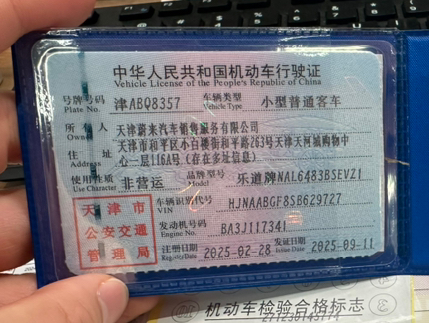 中华人民共和国机动车行驶证
Vehicle License of the People's Republic of China
号牌号码 津ABQ8357 车辆类型 小型普通客车
Plate No. Vehicle Type
所有人 天津蔚来汽车销售服务有限公司
Owner
住址 天津市和平区小白楼街和平路263号天津天河城购物中
Address 心一层116A号(存在多址信息)
使用性质 非营运 品牌型号 乐道牌NAL6483BSEVZ1
Use Character Model
天津市
公安交通
管理局
车辆识别代号 HJNAABGF8S8629727
VIN
发动机号码 BA3J117341
Engine No.
注册日期 2025-02-28 发证日期 2025-09-11
Register Date Issue Date
机动车检验合格标志